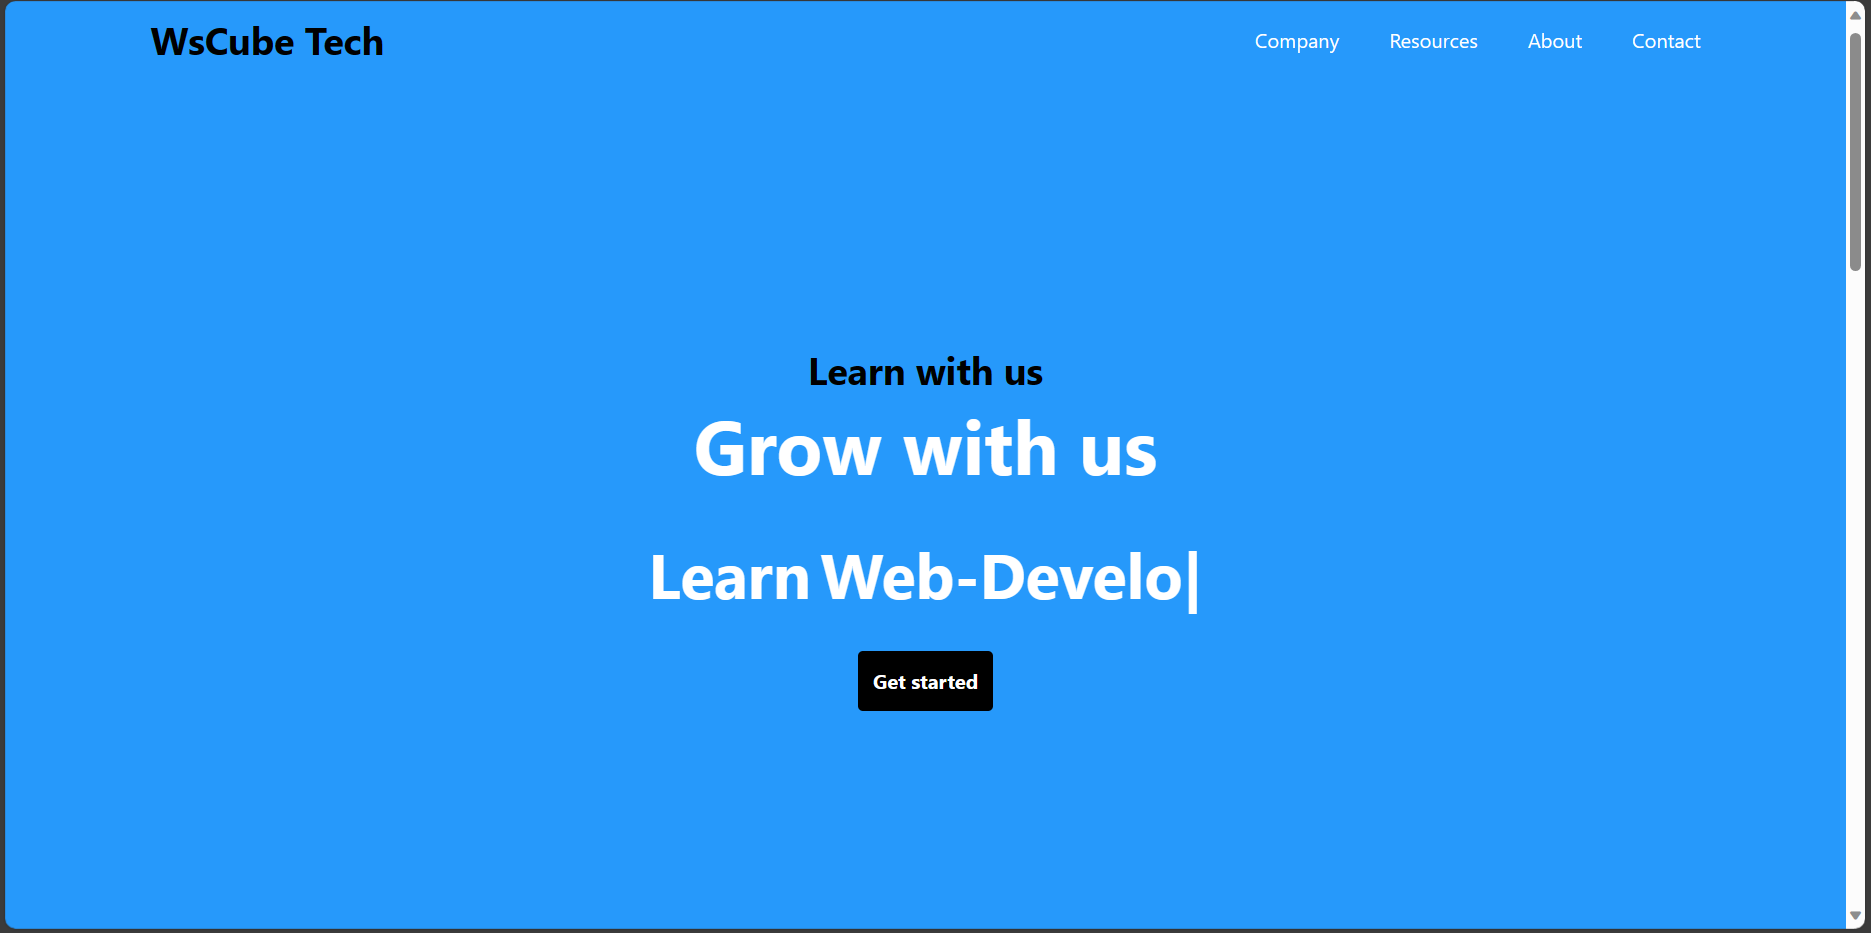 WsCube Tech
Company Resources About Contact
Learn with us
Grow with us
Learn Web-Develo|
Get started